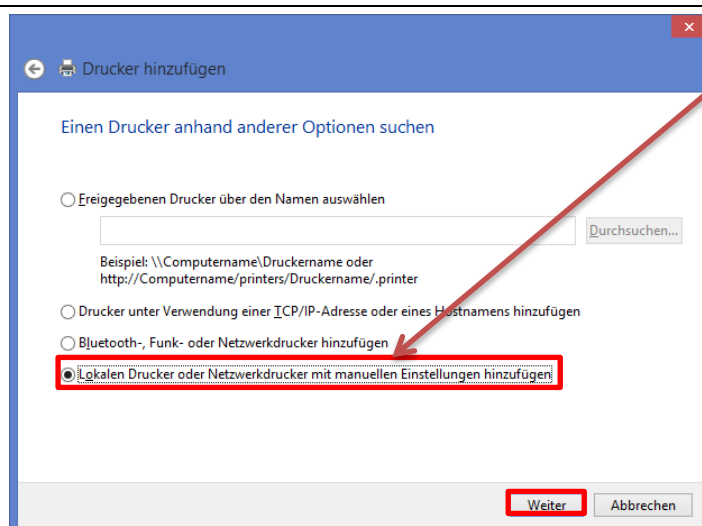 Drucker hinzufügen
Einen Drucker anhand anderer Optionen suchen
Freigegebenen Drucker über den Namen auswählen
Durchsuchen...
Beispiel: \\Computername\Druckername oder
http://Computername/printers/Druckername/.printer
Drucker unter Verwendung einer TCP/IP-Adresse oder eines Hostnamens hinzufügen
Bluetooth-, Funk- oder Netzwerkdrucker hinzufügen
Lokalen Drucker oder Netzwerkdrucker mit manuellen Einstellungen hinzufügen
Weiter Abbrechen